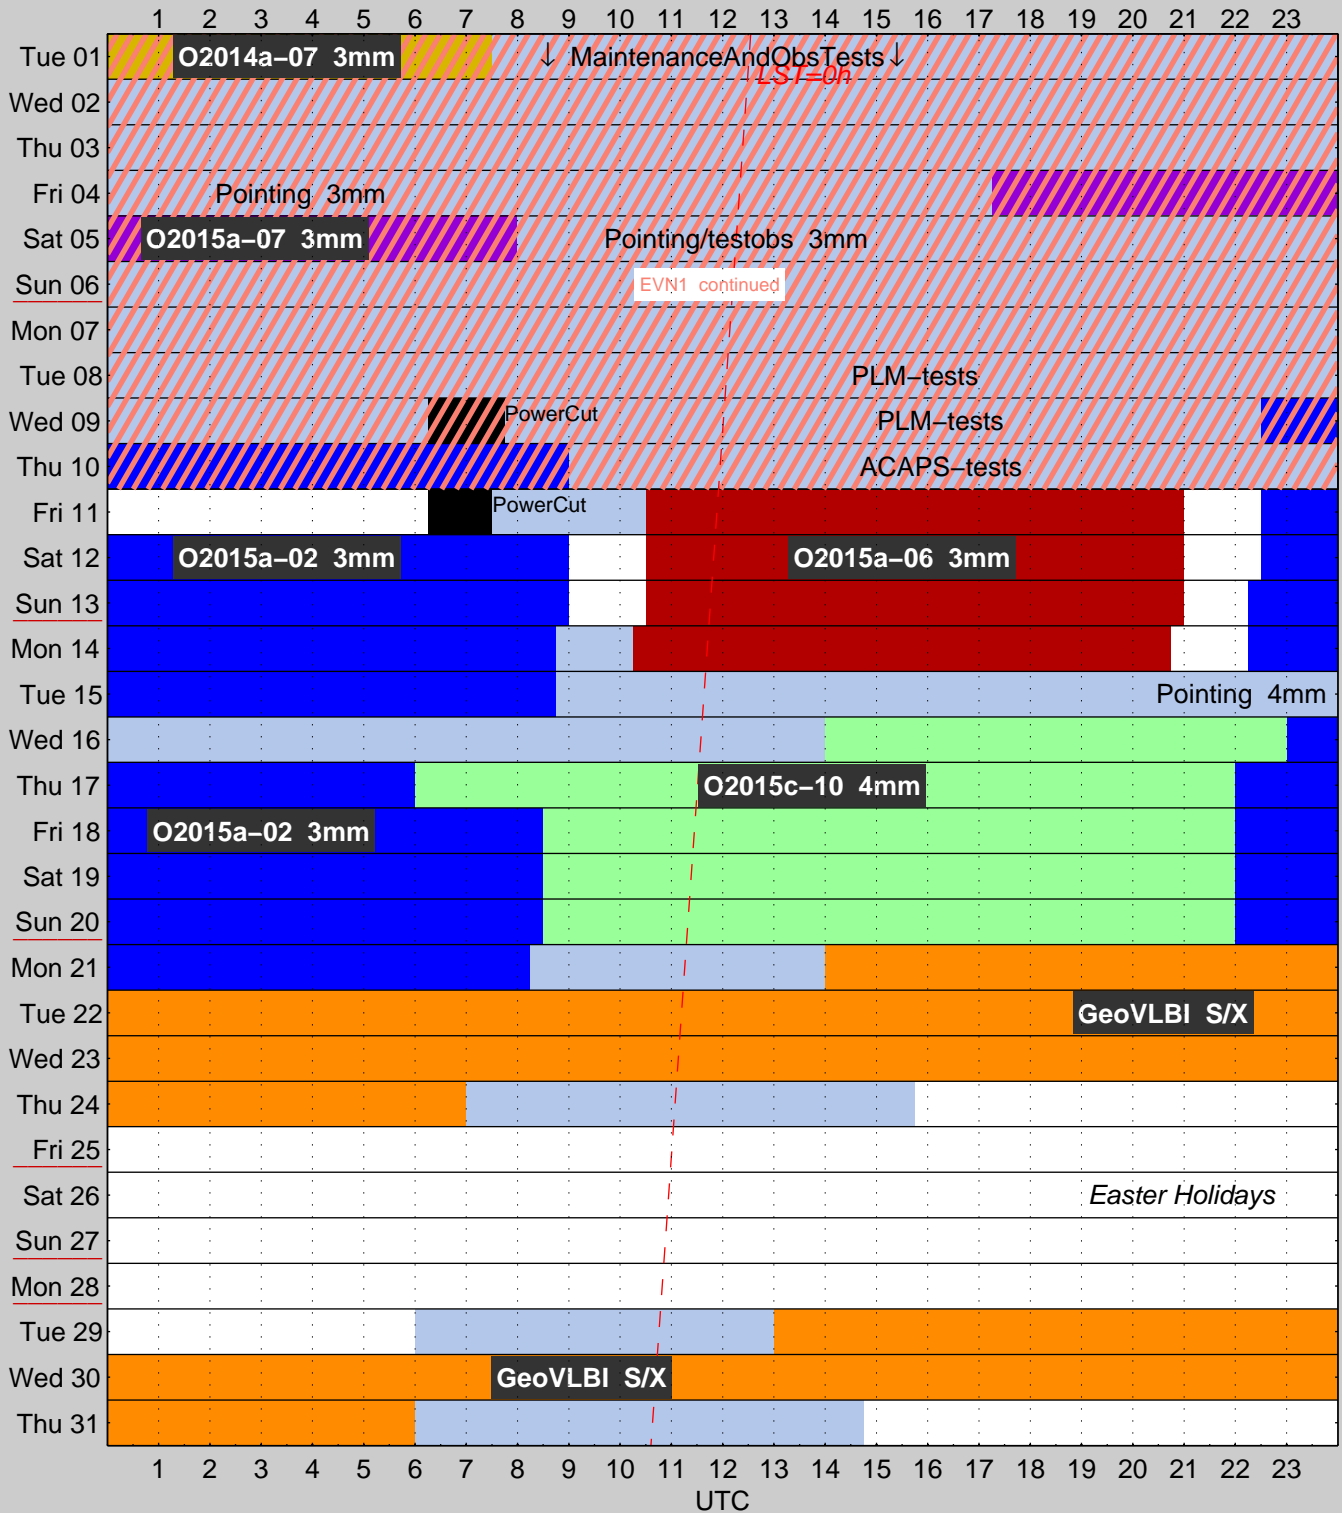 1 2 3 4 5 6 7 8 9 10 11 12 13 14 15 16 17 18 19 20 21 22 23
Tue 01 O2014a−07 3mm ↓ MaintenanceAndObsTests ↓
LST=0h
Wed 02
Thu 03
Fri 04 Pointing 3mm
Sat 05 O2015a−07 3mm Pointing/testobs 3mm
Sun 06 EVN1 continued
Mon 07
Tue 08 PLM−tests
Wed 09 PowerCut PLM−tests
Thu 10 ACAPS−tests
Fri 11 PowerCut
Sat 12 O2015a−02 3mm O2015a−06 3mm
Sun 13
Mon 14
Tue 15 Pointing 4mm
Wed 16
Thu 17 O2015c−10 4mm
Fri 18 O2015a−02 3mm
Sat 19
Sun 20
Mon 21
Tue 22 GeoVLBI S/X
Wed 23
Thu 24
Fri 25
Sat 26 Easter Holidays
Sun 27
Mon 28
Tue 29
Wed 30 GeoVLBI S/X
Thu 31
1 2 3 4 5 6 7 8 9 10 11 12 13 14 15 16 17 18 19 20 21 22 23
UTC